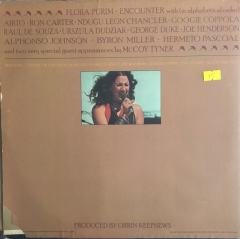 FLORA PURIM - ENCOUNTER with (in alphabetical order)
AIRTO - RON CARTER - NDUGU LEON CHANCLER - GOOGIE COPPOLA
RAUL DE SOUZA - URSZULA DUDZIAK - GEORGE DUKE - JOE HENDERSON
ALPHONSO JOHNSON - BYRON MILLER - HERMETO PASCOAL
and two very special guest appearances by McCOY TYNER
PRODUCED BY ORRIN KEEPNEWS